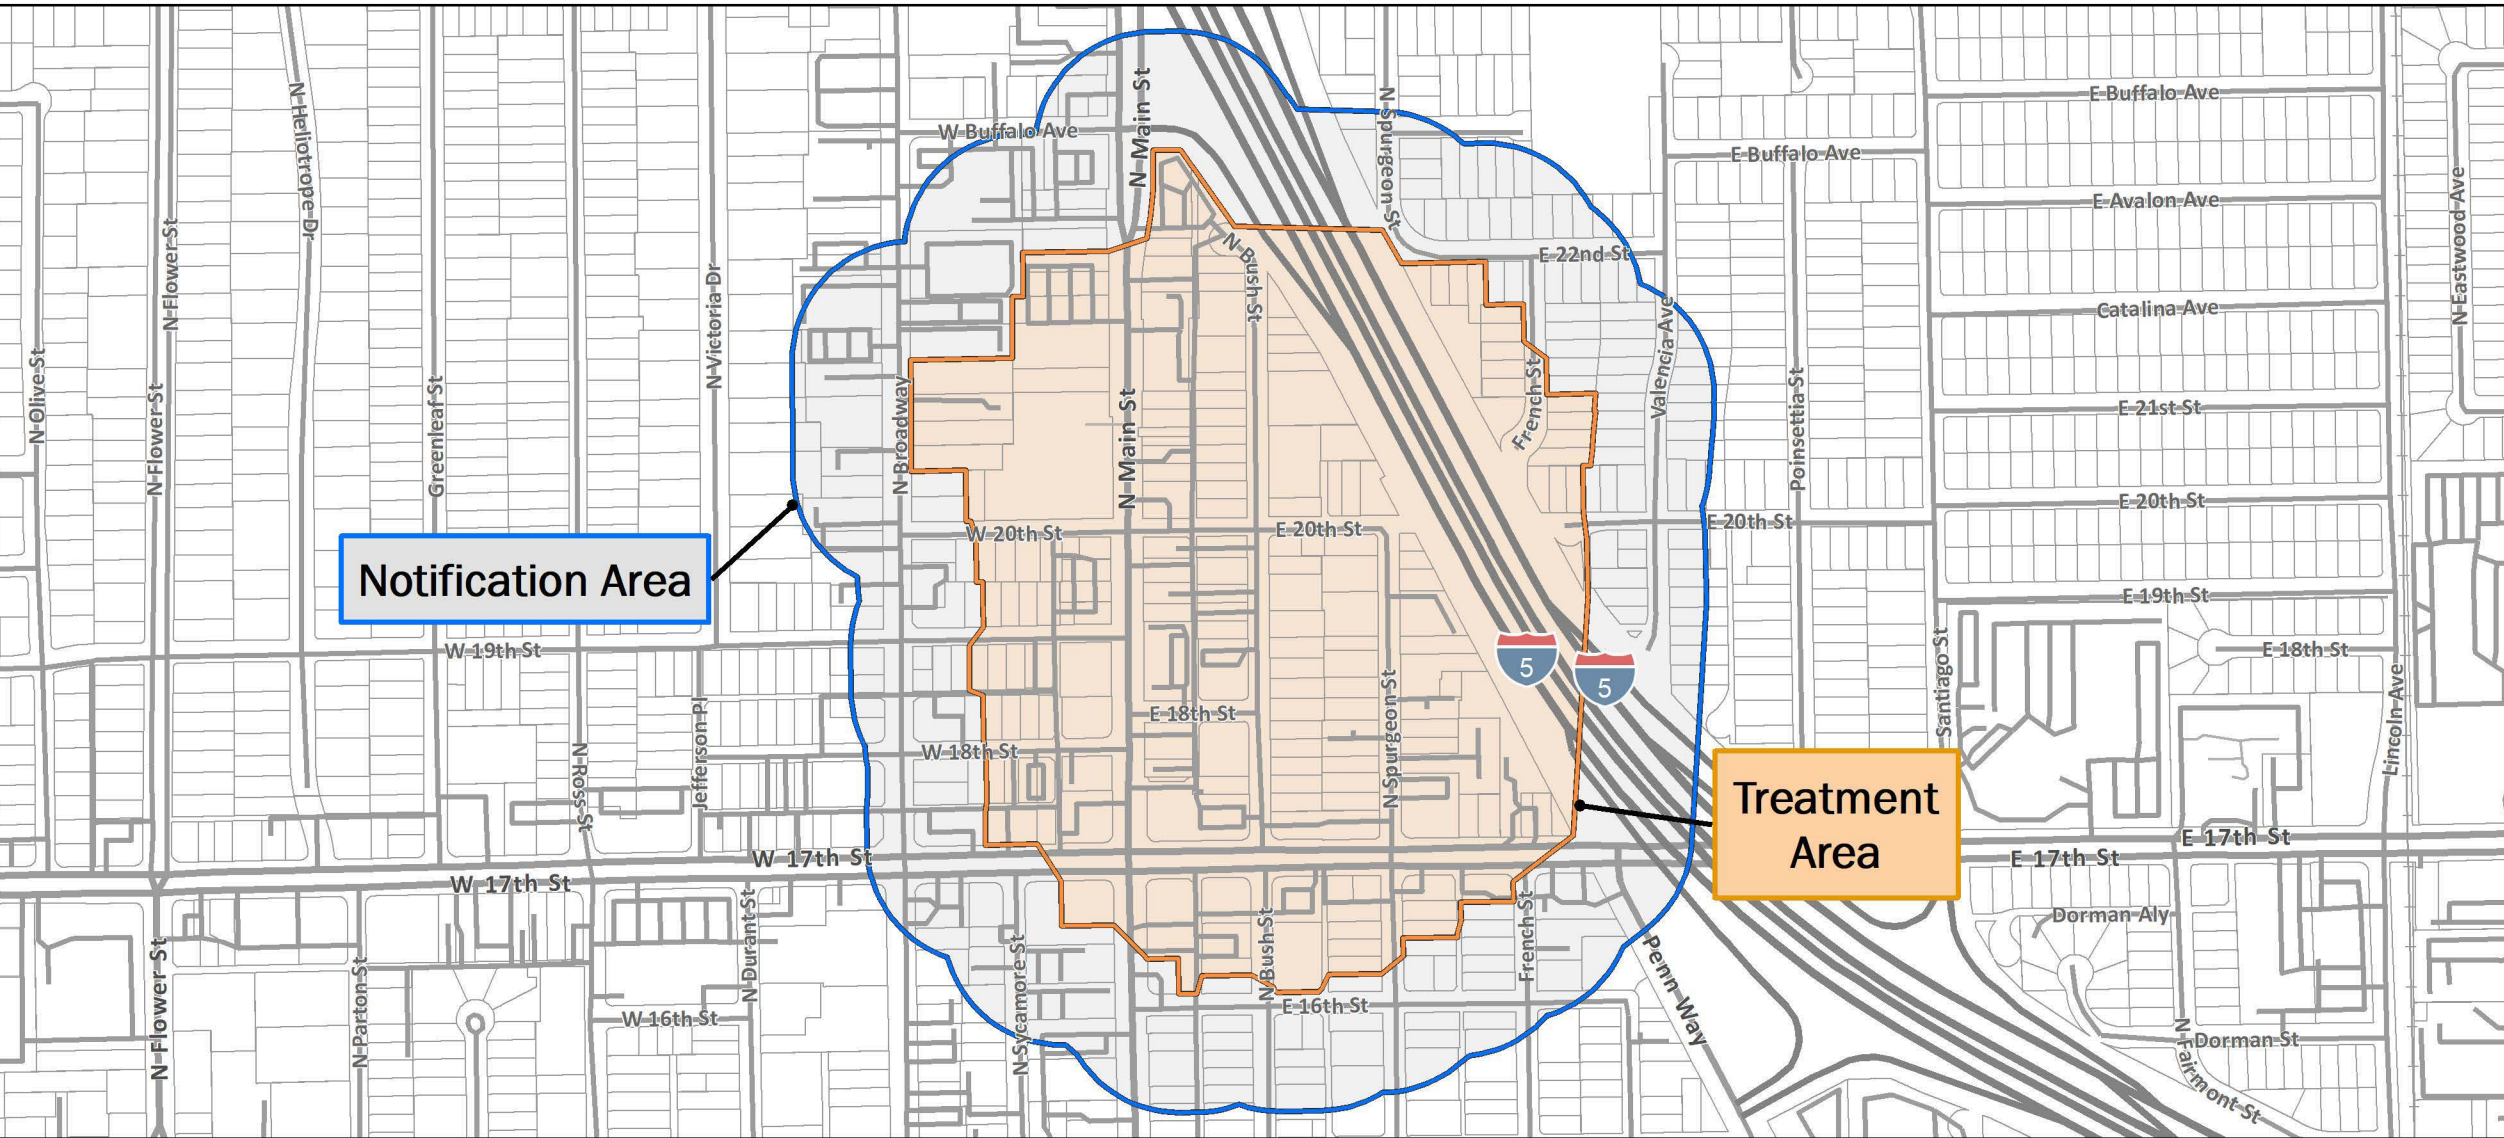 N Main St
N Spurgeon St
E Buffalo Ave
W Buffalo Ave
E Buffalo Ave
N Heliotrope Dr
N Main St
E Avalon Ave
N Eastwood Ave
N Flower St
N Bush St
E 22nd St
N Victoria Dr
Valencia Ave
Catalina Ave
N Olive St
N Flower St
Greenleaf St
N Broadway
N Main St
French St
French St
Poinsettia St
E 21st St
E 20th St
W 20th St
E 20th St
E 20th St
Notification Area
E 19th St
W 19th St
5
5
Santiago St
E 18th St
Lincoln Ave
Jefferson Pl
N Ross St
E 18th St
W 18th St
N Spurgeon St
Treatment
Area
W 17th St
E 17th St
E 17th St
W 17th St
N Durant St
N Bush St
French St
Dorman Aly
N Flower St
N Parton St
N Sycamore St
Penn Way
W 16th St
E 16th St
Dorman St
N Fairmont St